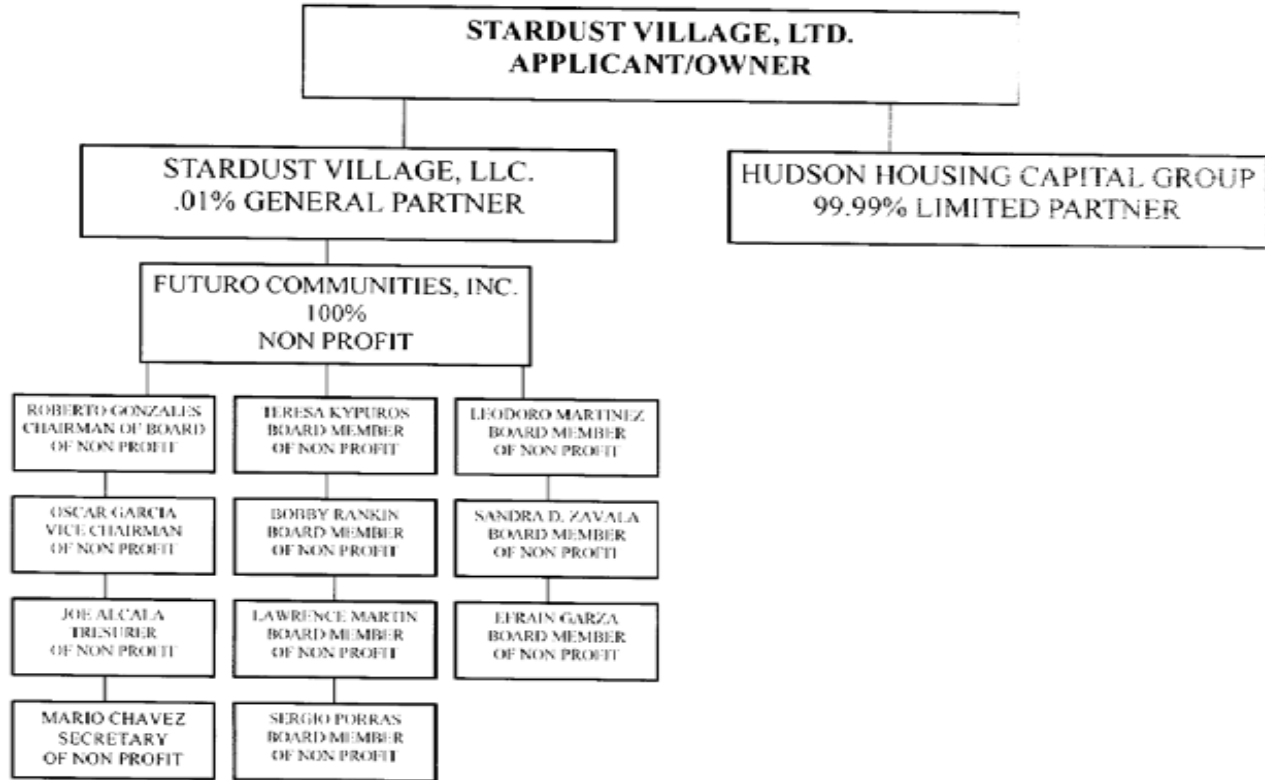 STARDUST VILLAGE, LTD.
APPLICANT/OWNER
STARDUST VILLAGE, LLC.
.01% GENERAL PARTNER
HUDSON HOUSING CAPITAL GROUP
99.99% LIMITED PARTNER
FUTURO COMMUNITIES, INC.
100%
NON PROFIT
ROBERTO GONZALES
CHAIRMAN OF BOARD
OF NON PROFIT
TERESA KYPUROS
BOARD MEMBER
OF NON PROFIT
LEODORO MARTINEZ
BOARD MEMBER
OF NON PROFIT
OSCAR GARCIA
VICE CHAIRMAN
OF NON PROFIT
BOBBY RANKIN
BOARD MEMBER
OF NON PROFIT
SANDRA D. ZAVALA
BOARD MEMBER
OF NON PROFIT
JOE ALCALA
TRESURER
OF NON PROFIT
LAWRENCE MARTIN
BOARD MEMBER
OF NON PROFIT
EFRAIN GARZA
BOARD MEMBER
OF NON PROFIT
MARIO CHAVEZ
SECRETARY
OF NON PROFIT
SERGIO PORRAS
BOARD MEMBER
OF NON PROFIT